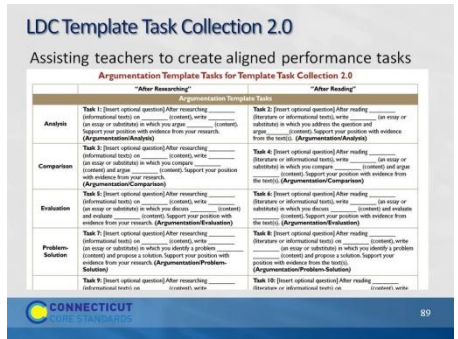 LDC Template Task Collection 2.0
Assisting teachers to create aligned performance tasks
Argumentation Template Tasks for Template Task Collection 2.0
"After Researching"
"After Reading"
Argumentation Template Tasks
Analysis
Task 1: [Insert optional question] After researching ________
(informational texts) on ________ (content), write ________
(an essay or substitute) in which you argue ________ (content).
Support your position with evidence from your research.
(Argumentation/Analysis)
Task 2: [Insert optional question] After reading ________
(literature or informational texts), write ________ (an essay or
substitute) in which you address the question and
argue ________ (content). Support your position with evidence
from the text(s). (Argumentation/Analysis)
Comparison
Task 3: [Insert optional question] After researching ________
(informational texts) on ________ (content), write ________
(an essay or substitute) in which you compare ________
(content) and argue ________ (content). Support your position
with evidence from your research.
(Argumentation/Comparison)
Task 4: [Insert optional question] After reading ________
(literature or informational texts), write ________ (an essay or
substitute) in which you compare ________ (content) and argue
________ (content). Support your position with evidence from
the text(s). (Argumentation/Comparison)
Evaluation
Task 5: [Insert optional question] After researching ________
(informational texts) on ________ (content), write ________
(an essay or substitute) in which you discuss ________ (content)
and evaluate ________ (content). Support your position with
evidence from your research. (Argumentation/Evaluation)
Task 6: [Insert optional question] After reading ________
(literature or informational texts), write ________ (an essay or
substitute) in which you discuss ________ (content) and evaluate
________ (content). Support your position with evidence from
the text(s). (Argumentation/Evaluation)
Problem-
Solution
Task 7: [Insert optional question] After researching ________
(informational texts) on ________ (content), write ________
(an essay or substitute) in which you identify a problem ________
(content) and propose a solution. Support your position with
evidence from your research. (Argumentation/Problem-
Solution)
Task 8: [Insert optional question] After reading ________
(literature or informational texts) on ________ (content), write
________ (an essay or substitute) in which you identify a problem
________ (content) and propose a solution. Support your
position with evidence from the text(s).
(Argumentation/Problem-Solution)
Task 9: [Insert optional question] After researching ________
(informational texts) on ________ (content), write ________
Task 10: [Insert optional question] After reading ________
(literature or informational texts) on ________ (content), write
CONNECTICUT
CORE STANDARDS
89